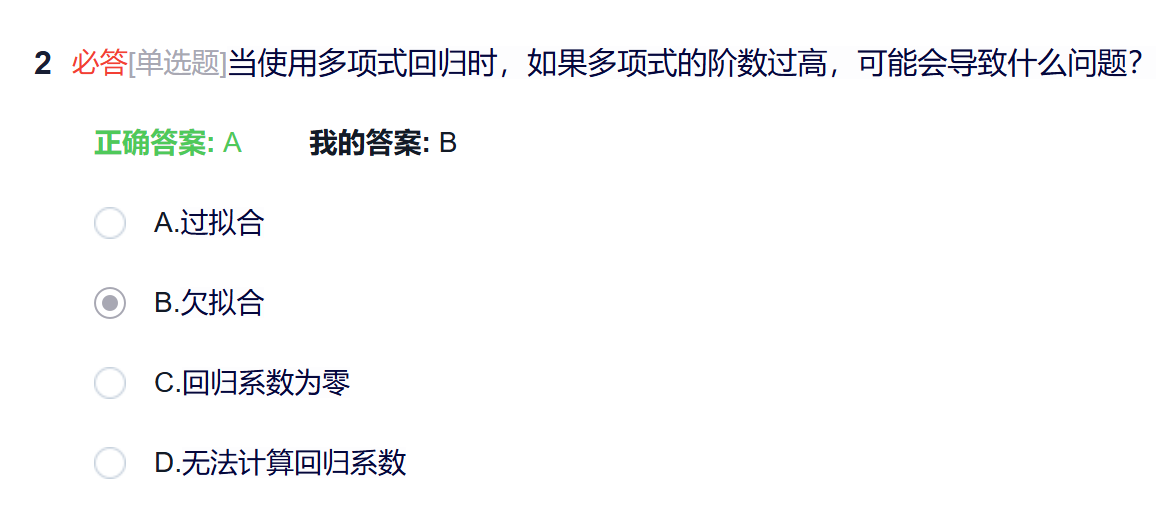 2 必答[单选题]当使用多项式回归时，如果多项式的阶数过高，可能会导致什么问题？
正确答案: A 我的答案: B
A.过拟合
B.欠拟合
C.回归系数为零
D.无法计算回归系数